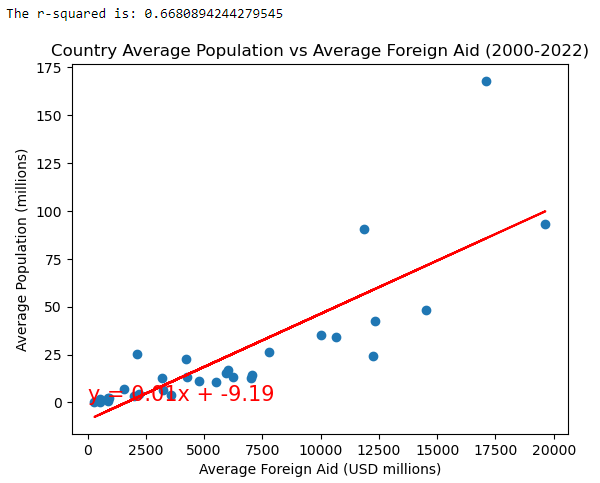 The r-squared is: 0.6680894244279545
Country Average Population vs Average Foreign Aid (2000-2022)
175
150
125
100
75
50
25
0
Average Population (millions)
y = 0.01x + -9.19
0 2500 5000 7500 10000 12500 15000 17500 20000
Average Foreign Aid (USD millions)